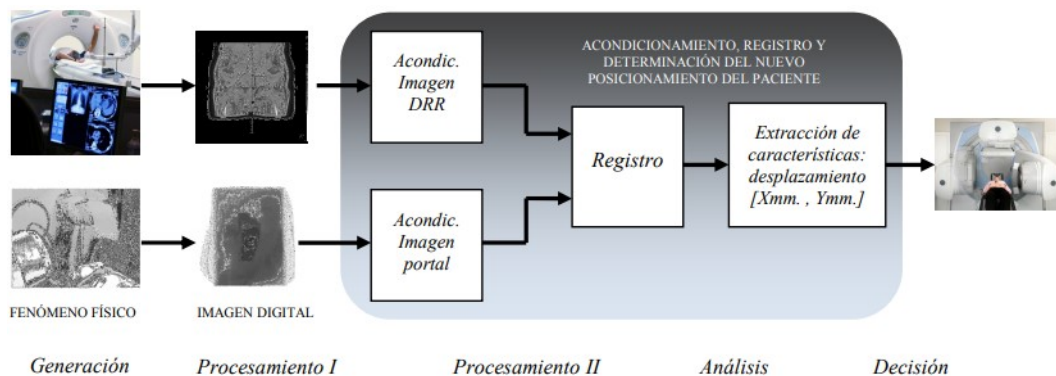 ACONDICIONAMIENTO, REGISTRO Y
DETERMINACIÓN DEL NUEVO
POSICIONAMIENTO DEL PACIENTE
Acondic.
Imagen
DRR
Registro
Extracción de
características:
desplazamiento
[Xmm. , Ymm.]
Acondic.
Imagen
portal
FENÓMENO FÍSICO
IMAGEN DIGITAL
Generación
Procesamiento I
Procesamiento II
Análisis
Decisión